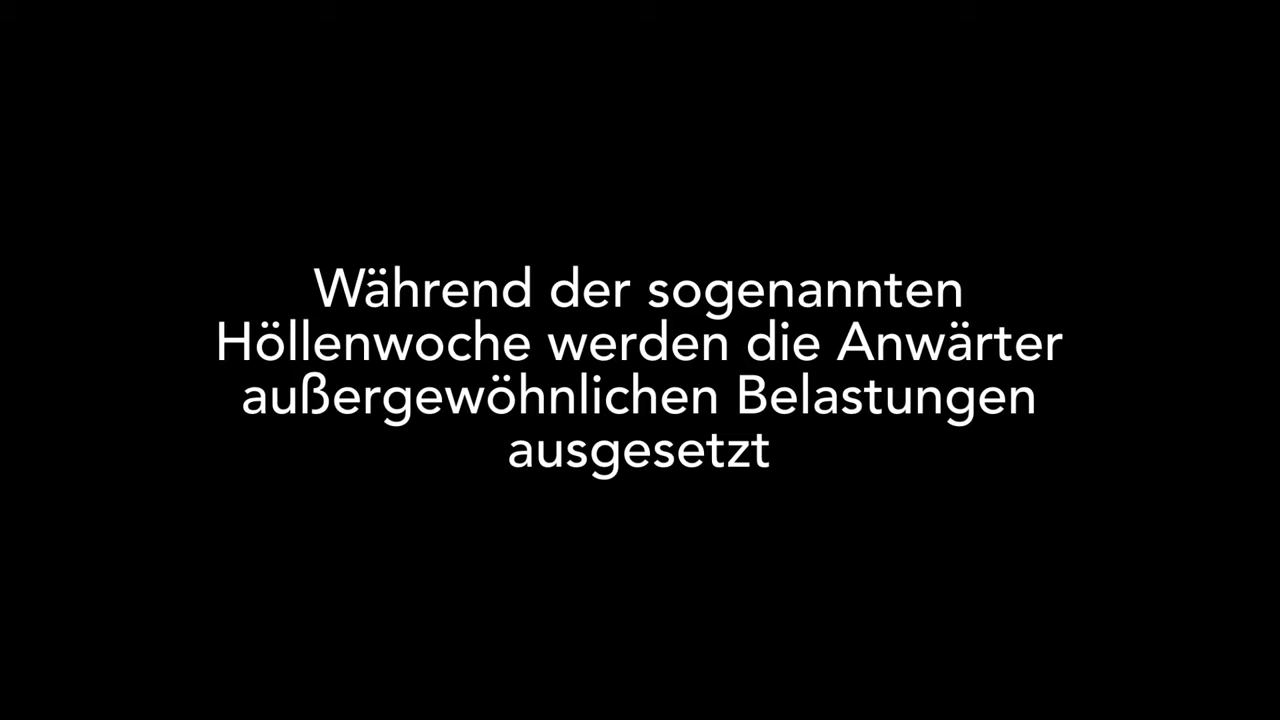 Während der sogenannten
Höllenwoche werden die Anwärter
außergewöhnlichen Belastungen
ausgesetzt